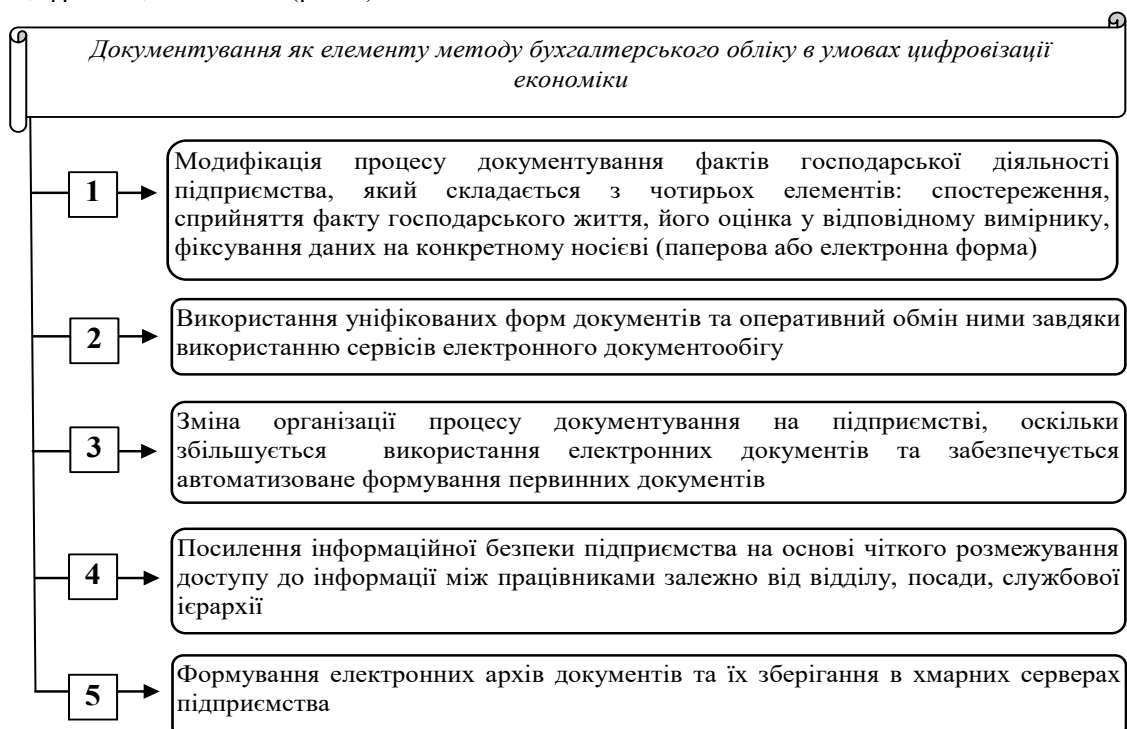 Документування як елементу методу бухгалтерського обліку в умовах цифровізації
економіки
1
Модифікація процесу документування фактів господарської діяльності
підприємства, який складається з чотирьох елементів: спостереження,
сприйняття факту господарського життя, його оцінка у відповідному вимірнику,
фіксування даних на конкретному носієві (паперова або електронна форма)
2
Використання уніфікованих форм документів та оперативний обмін ними завдяки
використанню сервісів електронного документообігу
3
Зміна організації процесу документування на підприємстві, оскільки
збільшується використання електронних документів та забезпечується
автоматизоване формування первинних документів
4
Посилення інформаційної безпеки підприємства на основі чіткого розмежування
доступу до інформації між працівниками залежно від відділу, посади, службової
ієрархії
5
Формування електронних архів документів та їх зберігання в хмарних серверах
підприємства